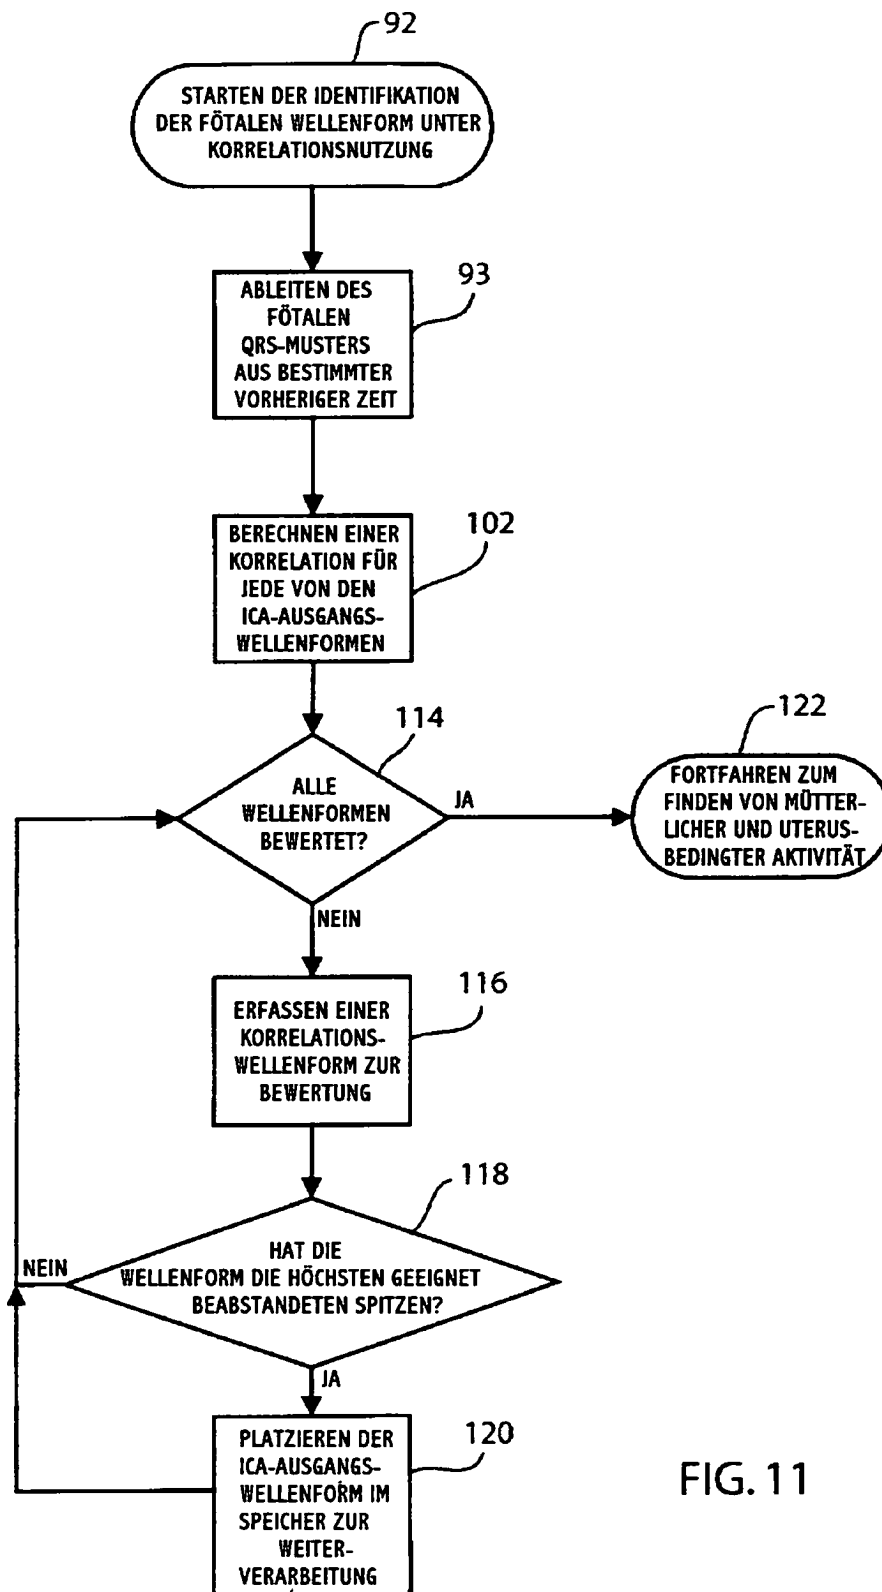 92
STARTEN DER IDENTIFIKATION
DER FÖTALEN WELLENFORM UNTER
KORRELATIONSNUTZUNG
93
ABLEITEN DES
FÖTALEN
QRS-MUSTERS
AUS BESTIMMTER
VORHERIGER ZEIT
102
BERECHNEN EINER
KORRELATION FÜR
JEDE VON DEN
ICA-AUSGANGS-
WELLENFORMEN
114
ALLE
WELLENFORMEN
BEWERTET?
JA
122
FORTFAHREN ZUM
FINDEN VON MÜTTER-
LICHER UND UTERUS-
BEDINGTER AKTIVITÄT
NEIN
116
ERFASSEN EINER
KORRELATIONS-
WELLENFORM ZUR
BEWERTUNG
118
HAT DIE
WELLENFORM DIE HÖCHSTEN GEEIGNET
BEABSTANDETEN SPITZEN?
NEIN
JA
120
PLATZIEREN DER
ICA-AUSGANGS-
WELLENFORM IM
SPEICHER ZUR
WEITER-
VERARBEITUNG
FIG. 11